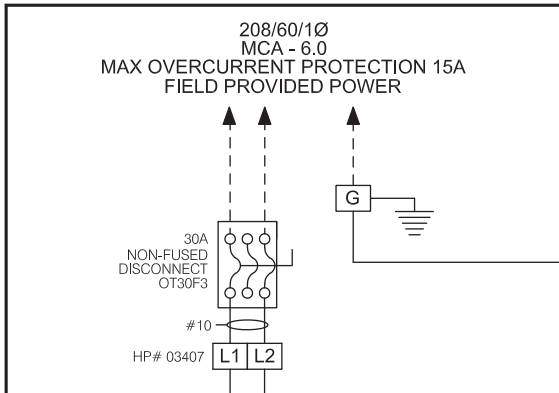 208/60/1Ø
MCA - 6.0
MAX OVERCURRENT PROTECTION 15A
FIELD PROVIDED POWER
G
30A
NON-FUSED
DISCONNECT
OT30F3
#10
HP# 03407
L1 L2